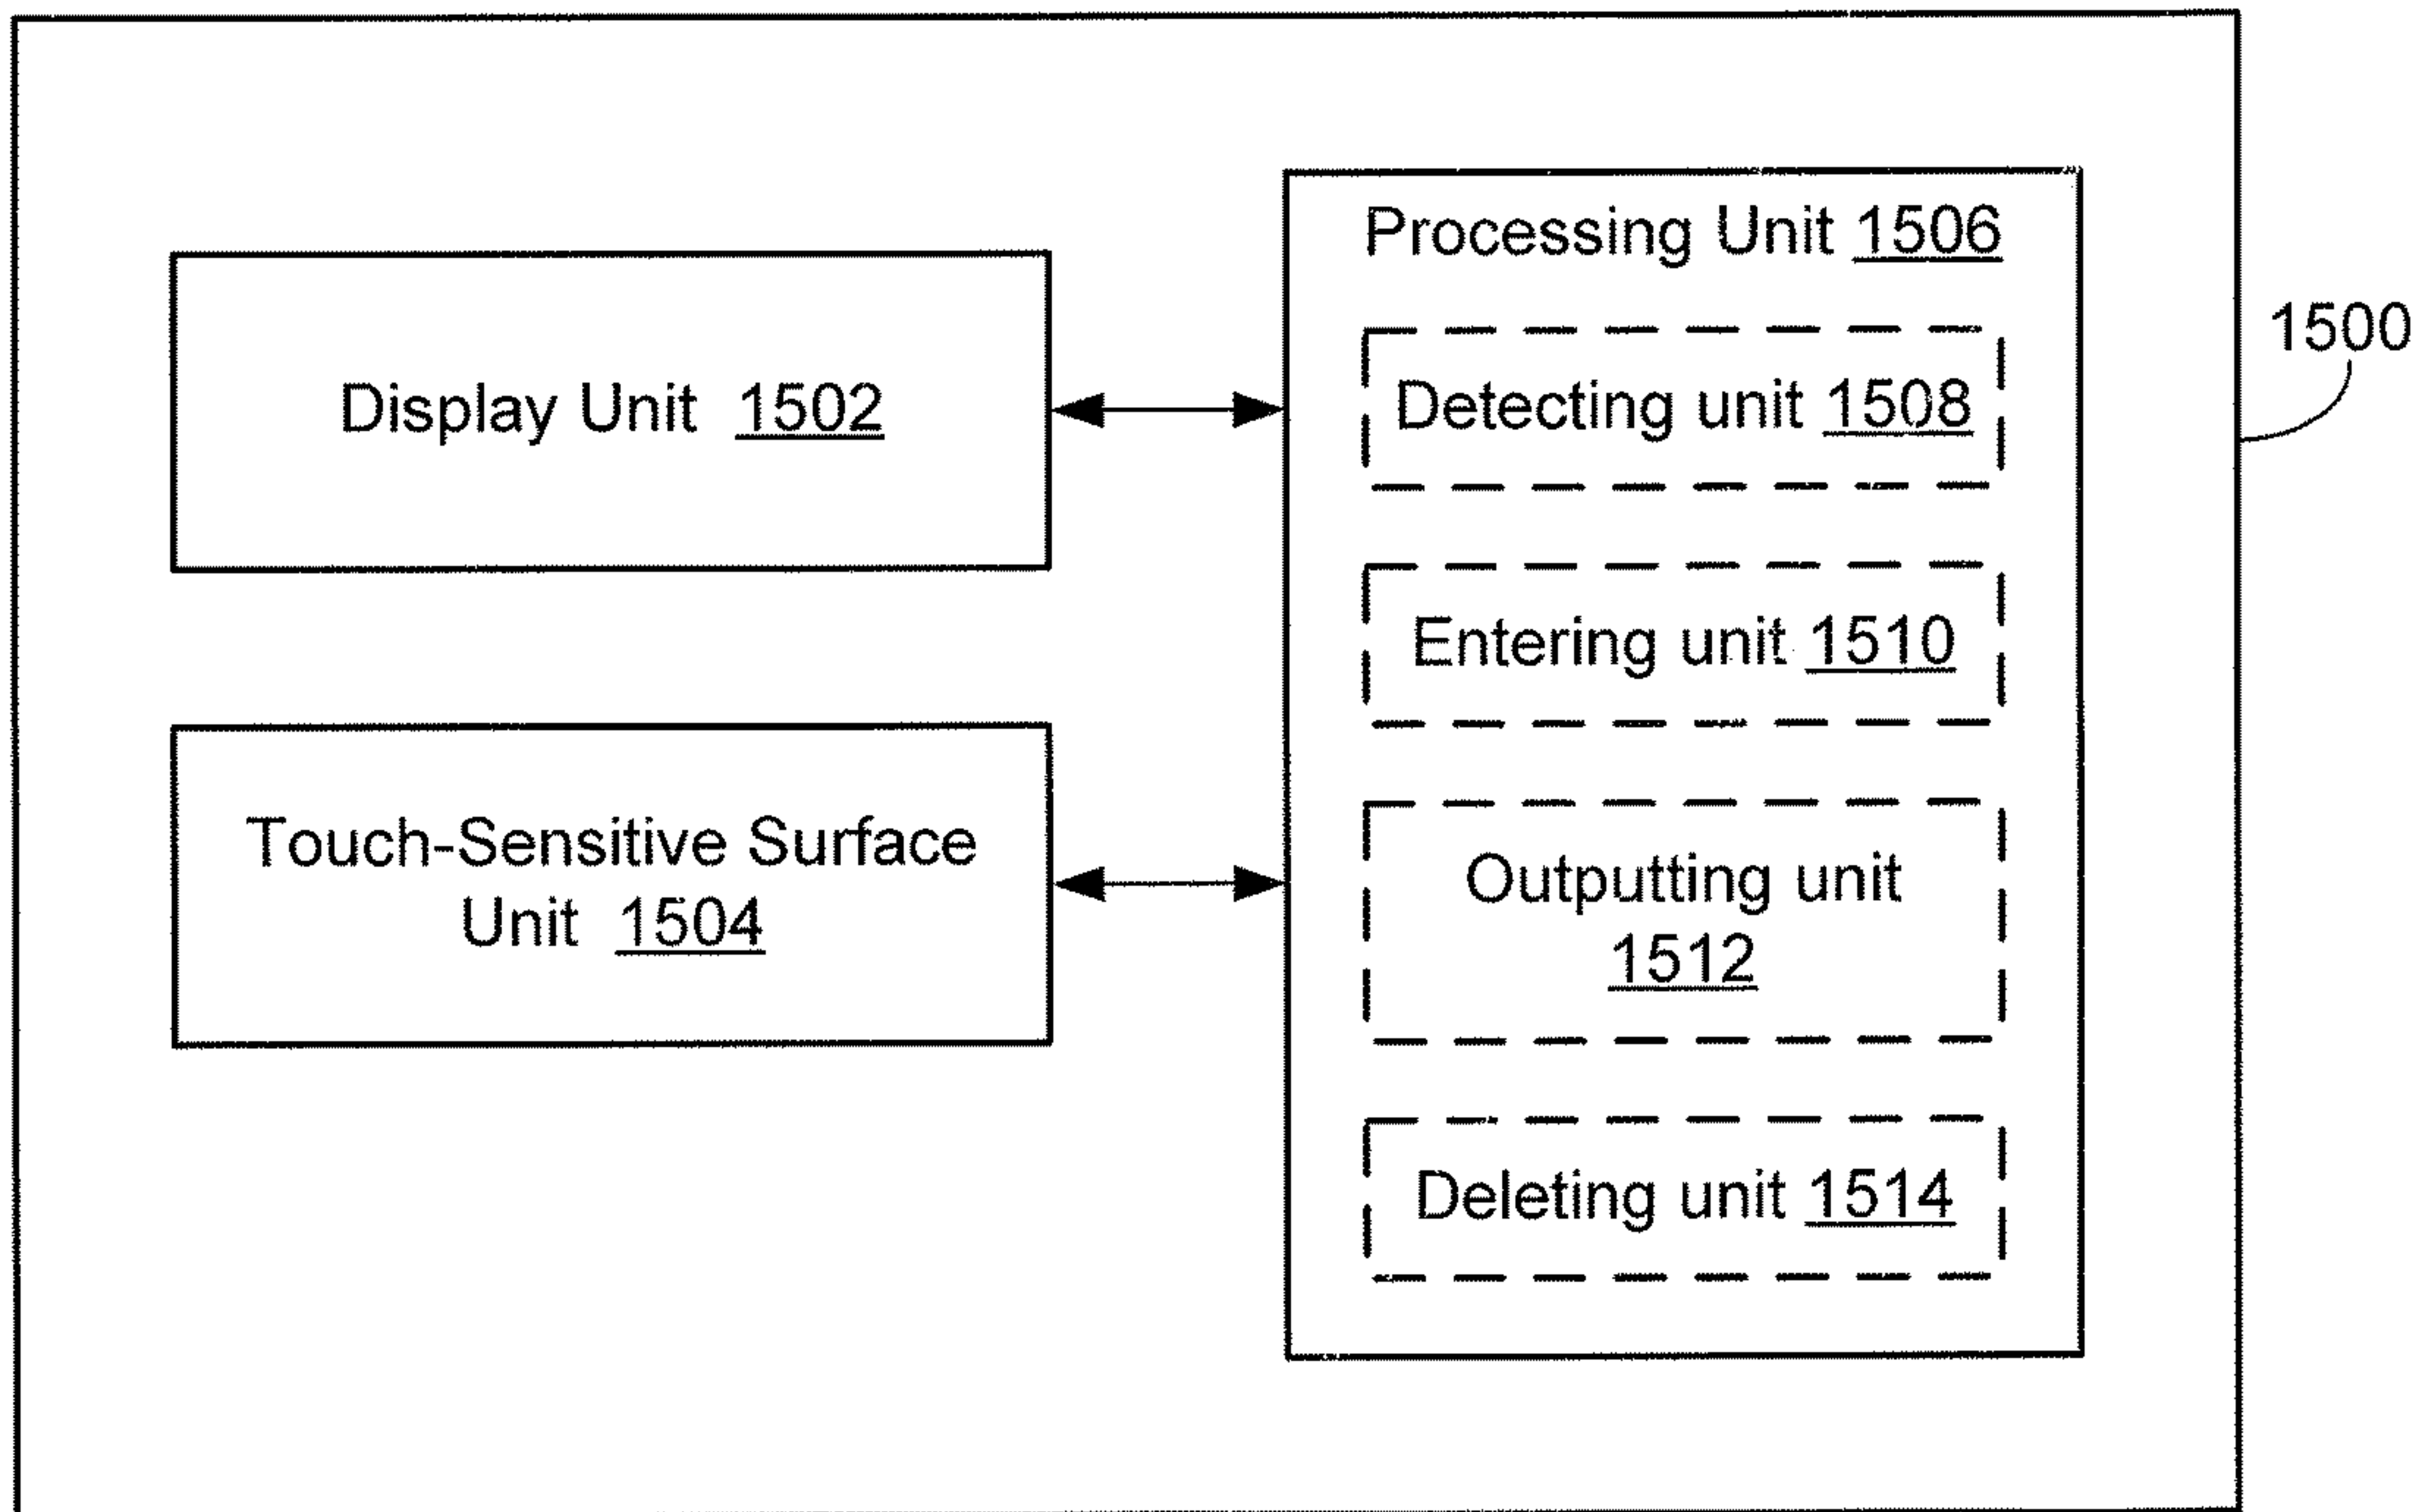 Processing Unit 1506
Display Unit 1502
Detecting unit 1508
1500
Entering unit 1510
Touch-Sensitive Surface
Unit 1504
Outputting unit
1512
Deleting unit 1514